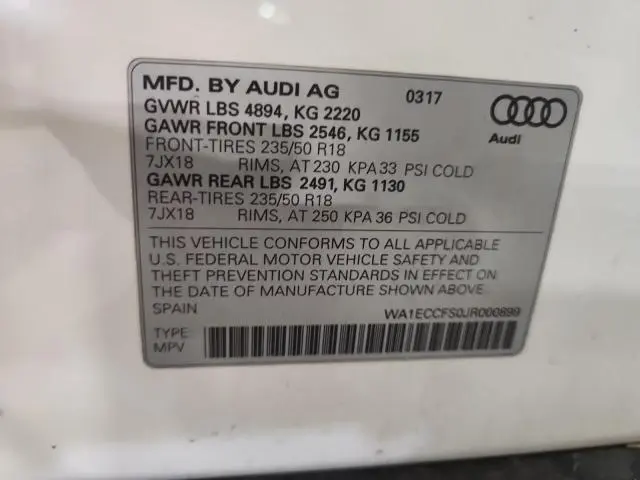 MFD. BY AUDI AG 0317
GVWR LBS 4894, KG 2220
GAWR FRONT LBS 2546, KG 1155
Audi
FRONT-TIRES 235/50 R18
7JX18 RIMS, AT 230 KPA 33 PSI COLD
GAWR REAR LBS 2491, KG 1130
REAR-TIRES 235/50 R18
7JX18 RIMS, AT 250 KPA 36 PSI COLD
THIS VEHICLE CONFORMS TO ALL APPLICABLE
U.S. FEDERAL MOTOR VEHICLE SAFETY AND
THEFT PREVENTION STANDARDS IN EFFECT ON
THE DATE OF MANUFACTURE SHOWN ABOVE.
SPAIN WA1ECCFS0JR000899
TYPE:
MPV